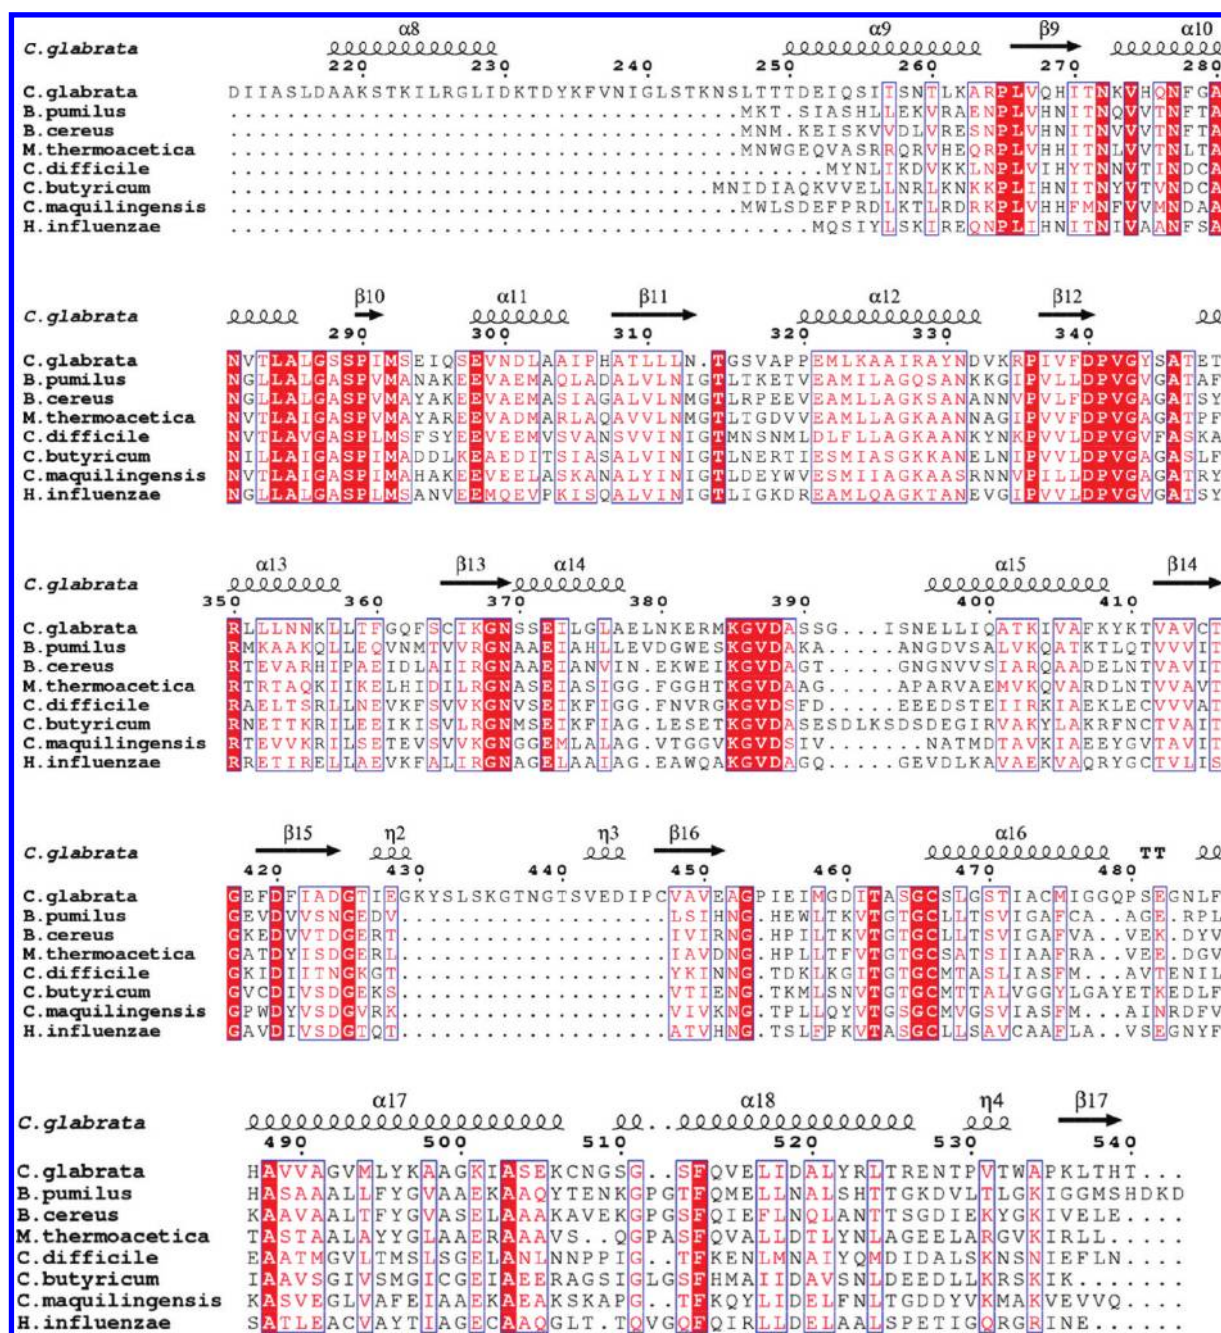 α8 α9 β9 α10
C.glabrata
220 230 240 250 260 270 280
C.glabrata DIIASLDAAKSTKILRGLIDKTDYKFVNIGLSTKNSLTTTDEIQSIISNTLKARPLVQHITNKVHQNFGA
B.pumilus ....................................MKT.SIASHLLEKVRAENPLVHNITNQVVTNFTA
B.cereus ....................................MNM.KEISKVVDLVRESNPLVHNITNVVVTNFTA
M.thermoacetica ....................................MNWGEQVASRRQRVHEQRPLVHHITNLVVTNLTA
C.difficile ..........................................MYNLIKDVKKLNPLVIHYTNNVTINDCA
C.butyricum ..................................MNIDIAQKVVELLNRLKNKKPLIHNITNYVTVNDCA
C.maquilingensis ....................................MWLSDEFPRDLKTLRDRKPLVHHFMNFVVMNDAA
H.influenzae .........................................MQSIYLSKIREQNPLIHNITNIVAANFSA
β10 α11 β11 α12 β12
C.glabrata
290 300 310 320 330 340
C.glabrata NVTLALGSSPIMSEIQSEVNDLAAIPHATLLLN.TGSVAPPEMLKAAIRAYNDVKRPIVFDPVGYSATET
B.pumilus NGLLALGASPVMANAKEEVAEMAQLADALVLNIGTLTKETVEAMILAGQSANKKGIPVLLDPVGVGATAF
B.cereus NGLLALGASPVMAYAKEEVAEMASIAGALVLNMGTLRPEEVEAMLLAGKSANANNVPVLFDPVGAGATSY
M.thermoacetica NVTLAIGASPVMAYAREEVADMARLAQAVVLNMGTLTGDVVEAMLLAGKAANNAGIPVVFDPVGAGATPF
C.difficile NVTLAVGASPLMSFSYEEVEEMVSVANSVVINIGTMNSNMLDLFLLAGKAANKYNKPVVLDPVGVFASKA
C.butyricum NILLAIGASPIMADDLKEAEDITSIASALVINIGTLNERTIESMIASGKKANELNIPVVLDPVGAGASLF
C.maquilingensis NVTLAIGASPIMAHAKEEVEELASKANALYINIGTLDEYWVESMIIAGKAASRNNVPILLDPVGAGATRY
H.influenzae NGLLALGASPLMSANVEEMQEVPKISQALVINIGTLIGKDREAMLQAGKTANEVGIPVVLDPVGVGATSY
α13 β13 α14 α15 β14
C.glabrata
350 360 370 380 390 400 410
C.glabrata RLLLNNKLLTFGQFSCIKGNSSEILGLAELNKERMKGVDASSG...ISNELLIQATKIVAFKYKTVAVCT
B.pumilus RMKAAKQLLEQVNMTVVRGNAAEIAHLLEVDGWESKGVDAKA....NGDVSALVKQATKTLQTVVVIT
B.cereus RTEVARHIPAEIDLAIIRGNAAEIANVIN.EKWEIKGVDAGT....GNGNVVSIARQAADELNTVAVIT
M.thermoacetica RTRTAQKIIKELHIDILRGNASEIASIGG.FGGHTKGVDAAG.....APARVAEMVKQVARDLNTVVAVT
C.difficile RAELTSRLLNEVKFSVVKGNVSEIKFIGG.FNVRGKGVDSFD....EEEDSTEIIRKIAEKLECVVVAT
C.butyricum RNETTKRLLEEIKISVLRGNMSEIKFIAG.LESETKGVDASESDLKSDSDEGIRVAKYLAKRFNCTVAIT
C.maquilingensis RTEVVKRILSETEVSVVKGNGGEMLALAG.VTGGVKGVDSIV........NATMDTAVKIAEEYGVTAVIT
H.influenzae RRETIRELLAEVKFALIRGNAGELAAIAG.EAWQAKGVDAGQ.....GEVDLKAVAEKVAQRYGCTVLIS
β15 η2 η3 β16 α16
C.glabrata TT
420 430 440 450 460 470 480
C.glabrata GEFDFIADGTIEGKYSLSKGTNGTSVEDIPCVAVEAGPIEIMGDITASGCSLGSTIACMIGGQPSEGNLF
B.pumilus GEVDVVSNGEDV...................LSIHNG.HEWLTKVTGTGCLLTSVIGAFCA..AGE.RPL
B.cereus GKEDVVTDGERT...................IVIRNG.HPILTKVTGTGCLLTSVIGAFVA..VEK.DYV
M.thermoacetica GATDYISDGERL...................IAVDNG.HPLLTFVTGTGCSATSIIAAFRA..VEE.DGV
C.difficile GKIDIITNGKGT...................YKINNG.TDKLKGITGTGCMTASLIASFM...AVTENIL
C.butyricum GVCDIVSDGEKS...................VTIENG.TKMLSNVTGTGCMTTALVGGYLGAYETKEDLF
C.maquilingensis GPWDYVSDGVRK...................VIVKNG.TPLLQYVTGTGCMVGSVIASFM...AINRDFV
H.influenzae GAVDIVSDGTQT...................ATVHNG.TSLFPKVTASGCLLSAVCAAFLA..VSEGNYF
α17 α18 η4 β17
C.glabrata
490 500 510 520 530 540
C.glabrata HAVVAGVMLYKAAGKIASEKCNGSG..SFQVELIDALYRLTRENTPVTWAPKLTHT...
B.pumilus HASAAALLFYGVAAEKAAQYTENKGPGTFQMELLNALSHTTGKDVLTLGKIGGMSHDKD
B.cereus KAAVAALTFYGVASELAAAKAVEKGPGSFQIEFLNQLANTTSGDIEKYGKIVELE....
M.thermoacetica TASTAALAYYGLAAERAAAVS..QGPASFQVALLDTLYNLAGEELARGVKIRLL.....
C.difficile EAATMGVLTMSLSGELANLNNPPIG..TFKENLMNAIYQMDIDALSKNSNIEFLN....
C.butyricum IAAVSGIVSMGICGEIAEERAGSIGLGSFHMAIIDAVSNLDEEDLLKRSKIK.......
C.maquilingensis KASVEGLVAFEIAAEKAEAKSKAPG..TFKQYLIDELFNLTGDDYVKMAKVEVVQ....
H.influenzae SATLEACVAYTIAGECAAQGLT.TQVGQFQIRLLDELAALSPETIGQRGRINE......